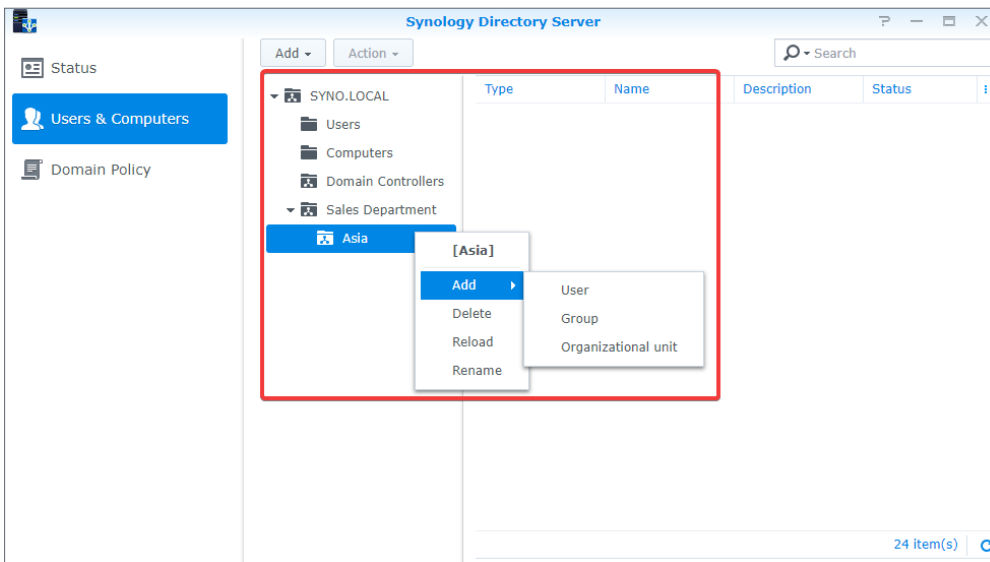 Synology Directory Server
Status
Users & Computers
Domain Policy
Add
Action
Search
SYNO.LOCAL
Users
Computers
Domain Controllers
Sales Department
Asia
Type Name Description Status
[Asia]
Add
Delete
Reload
Rename
User
Group
Organizational unit
24 item(s)